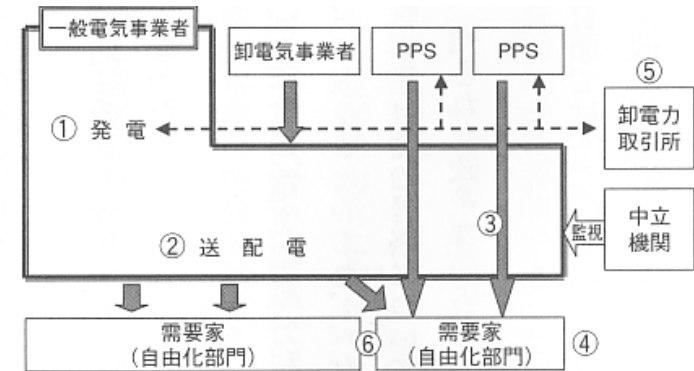 一般電気事業者
卸電気事業者
PPS
PPS
⑤
① 発電
卸電力
取引所
③
② 送配電
監視
中立
機関
需要家
(自由化部門)
⑥
需要家
(自由化部門)
④